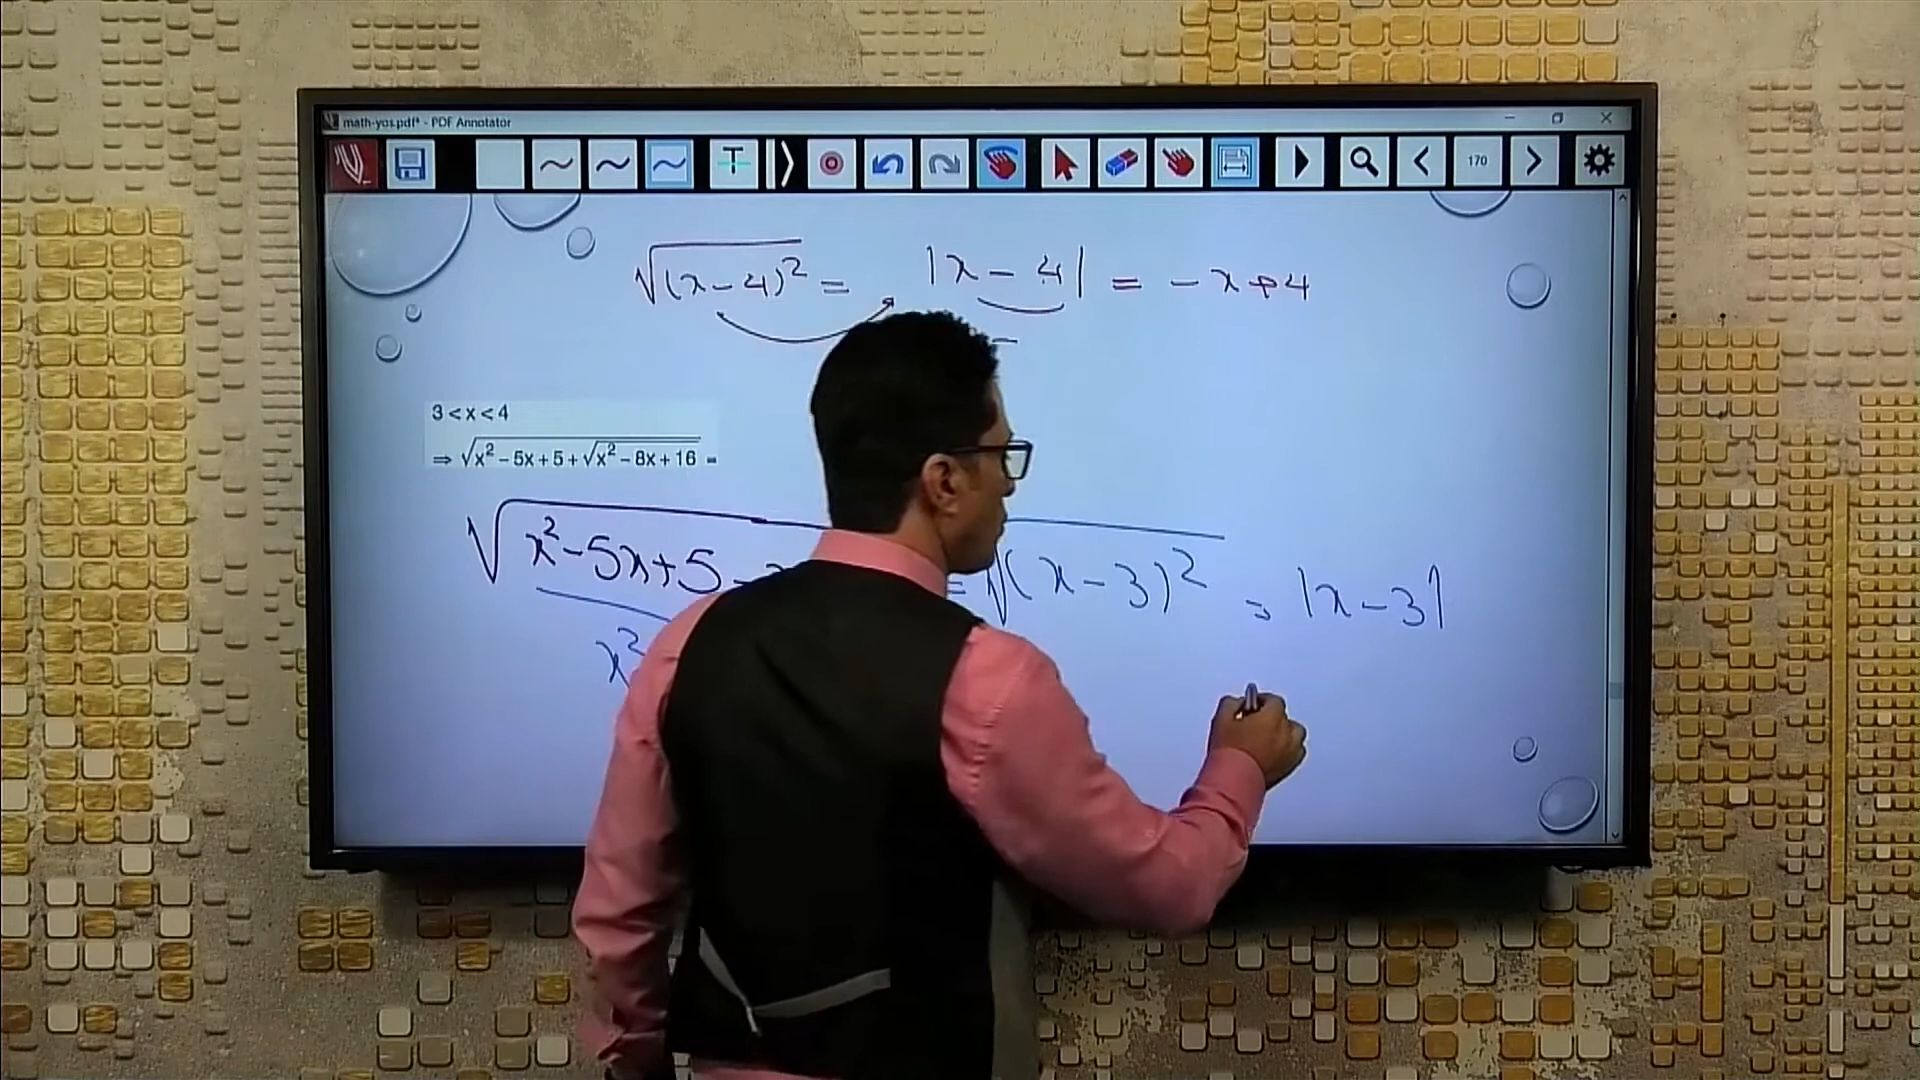 math-yos.pdf* - PDF Annotator
T
170
√(x-4)² = |x-4| = -x+4
3 < x < 4
⇒ √x² - 5x + 5 + √x² - 8x + 16 =
√x²-5x+5 - = √(x-3)² = |x-3|
x²